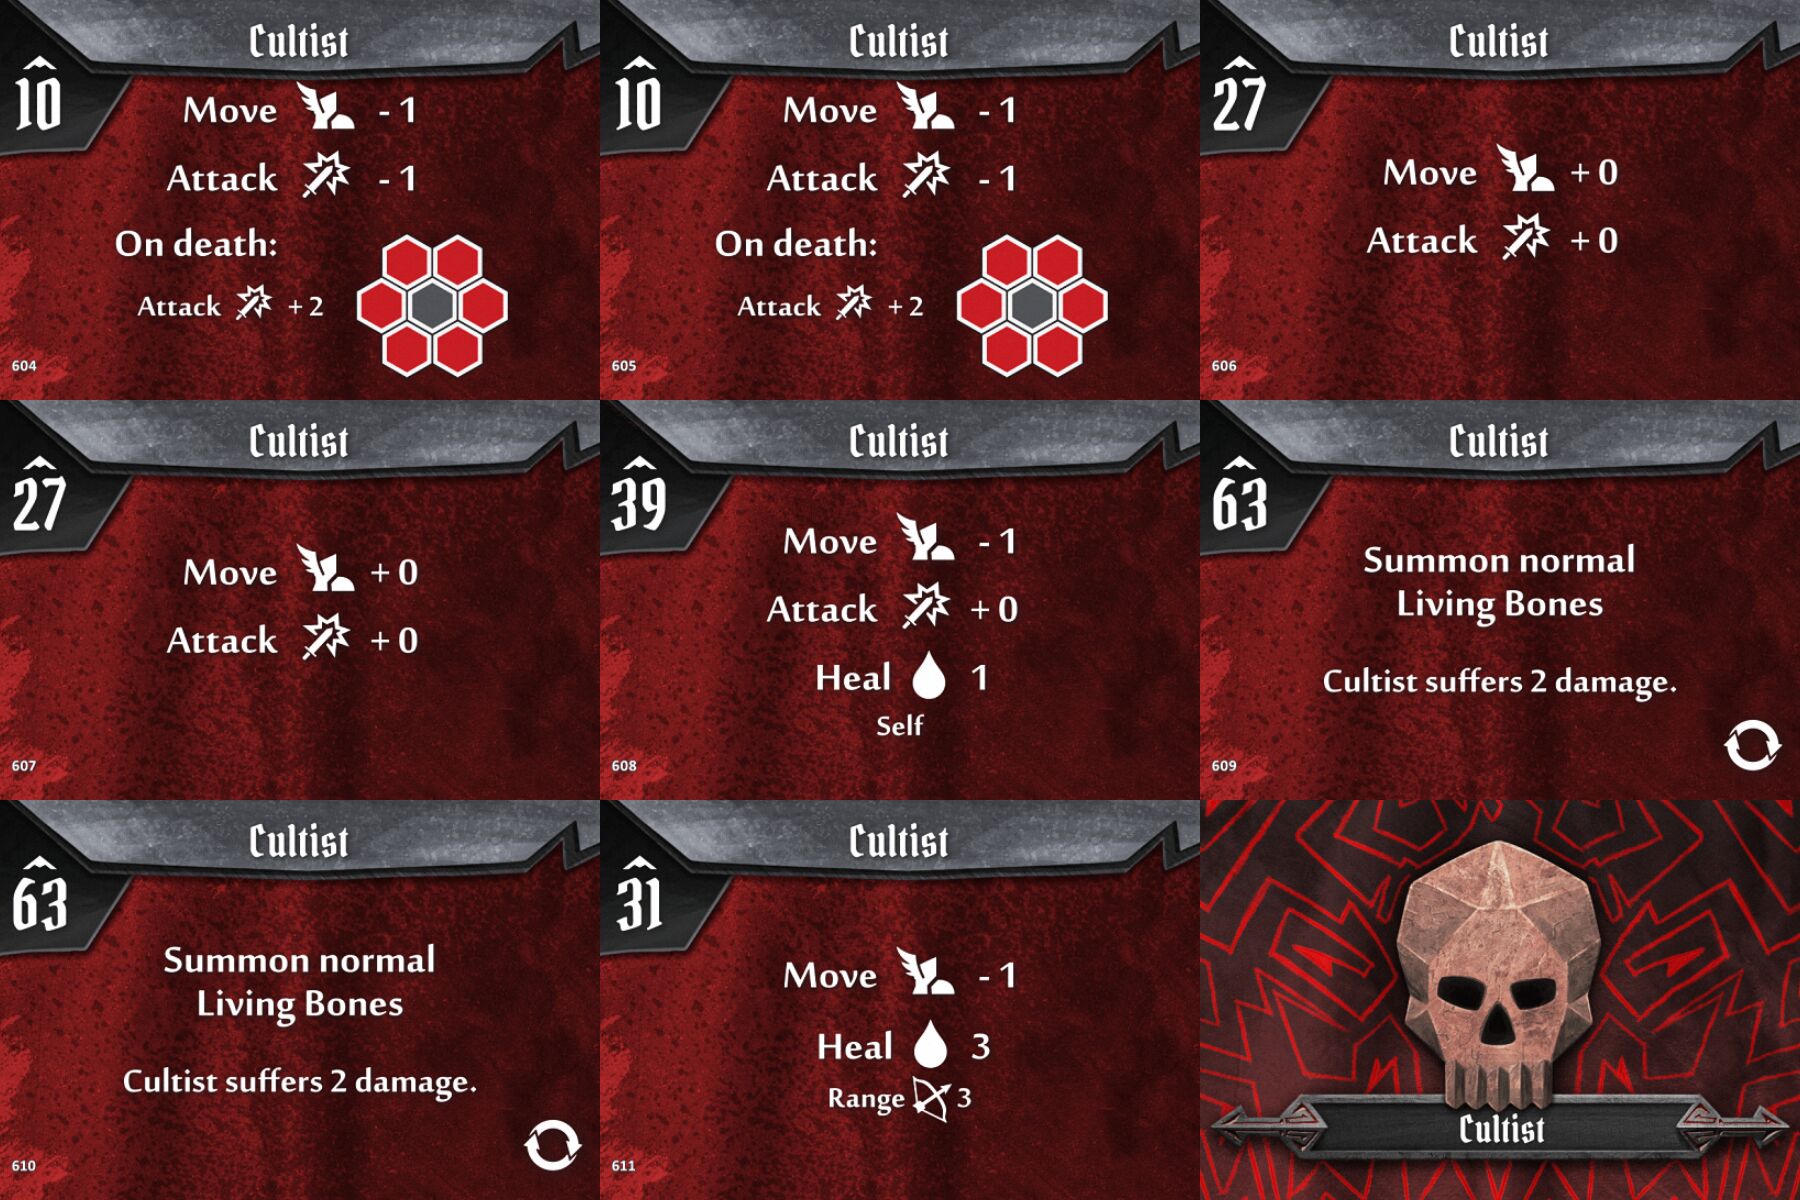 Cultist
10
Move - 1
Attack - 1
On death:
Attack + 2
604
Cultist
10
Move - 1
Attack - 1
On death:
Attack + 2
605
Cultist
27
Move + 0
Attack + 0
606
Cultist
27
Move + 0
Attack + 0
607
Cultist
39
Move - 1
Attack + 0
Heal 1
Self
608
Cultist
63
Summon normal
Living Bones
Cultist suffers 2 damage.
609
Cultist
63
Summon normal
Living Bones
Cultist suffers 2 damage.
610
Cultist
31
Move - 1
Heal 3
Range 3
611
Cultist